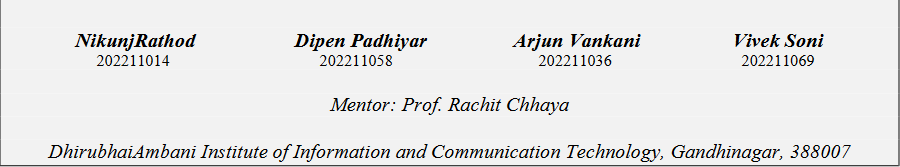 NikunjRathod Dipen Padhiyar Arjun Vankani Vivek Soni
202211014 202211058 202211036 202211069
Mentor: Prof. Rachit Chhaya
DhirubhaiAmbani Institute of Information and Communication Technology, Gandhinagar, 388007